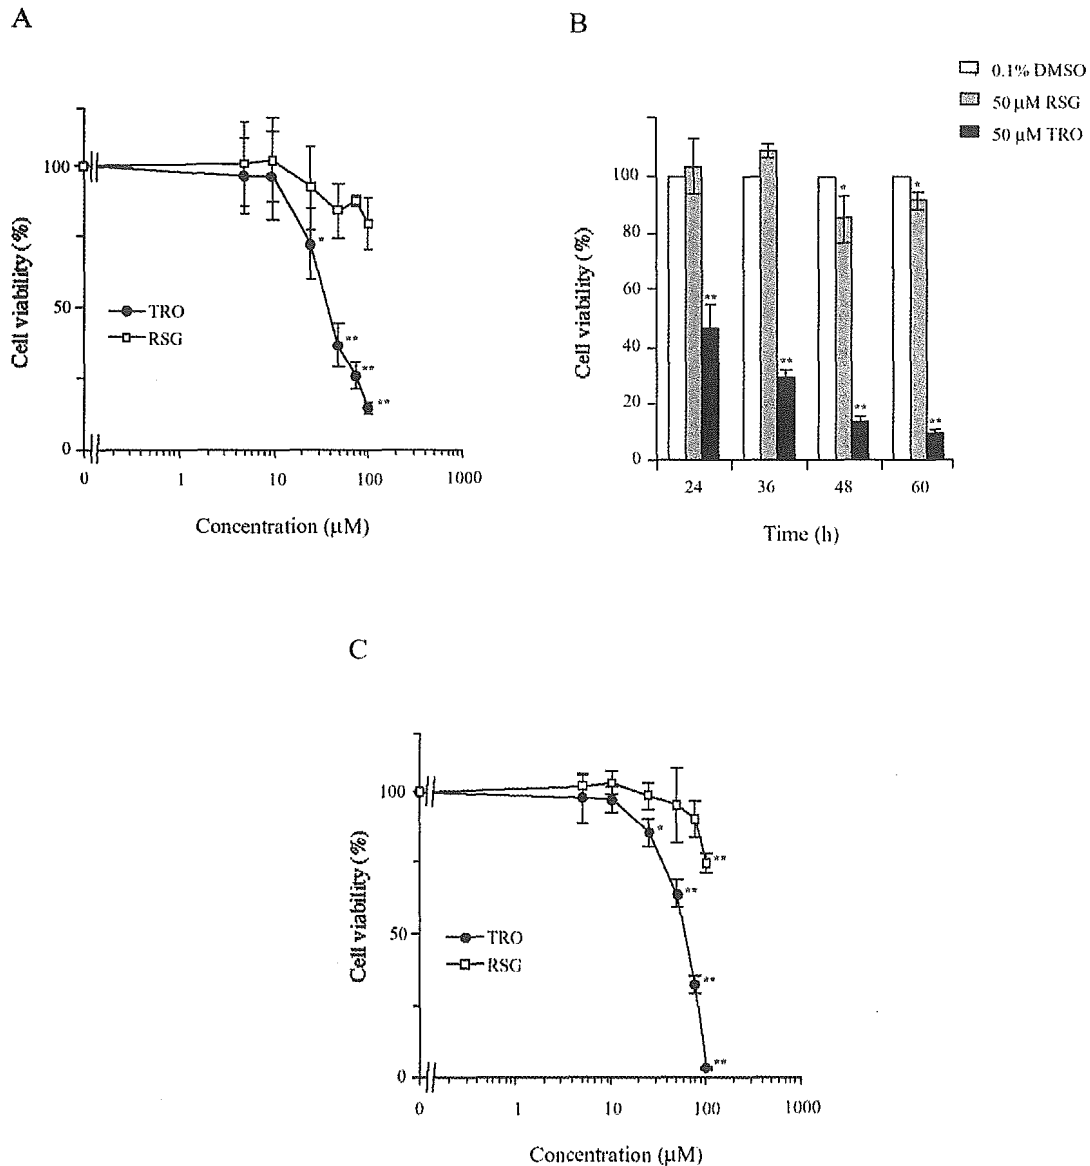 A
Cell viability (%)
100
50
0
TRO
RSG
*
**
**
**
0
1
10
100
1000
Concentration (μM)
B
0.1% DMSO
50 μM RSG
50 μM TRO
Cell viability (%)
100
80
60
40
20
0
**
**
*
**
*
**
24
36
48
60
Time (h)
C
Cell viability (%)
100
50
0
TRO
RSG
*
**
**
**
**
0
1
10
100
1000
Concentration (μM)